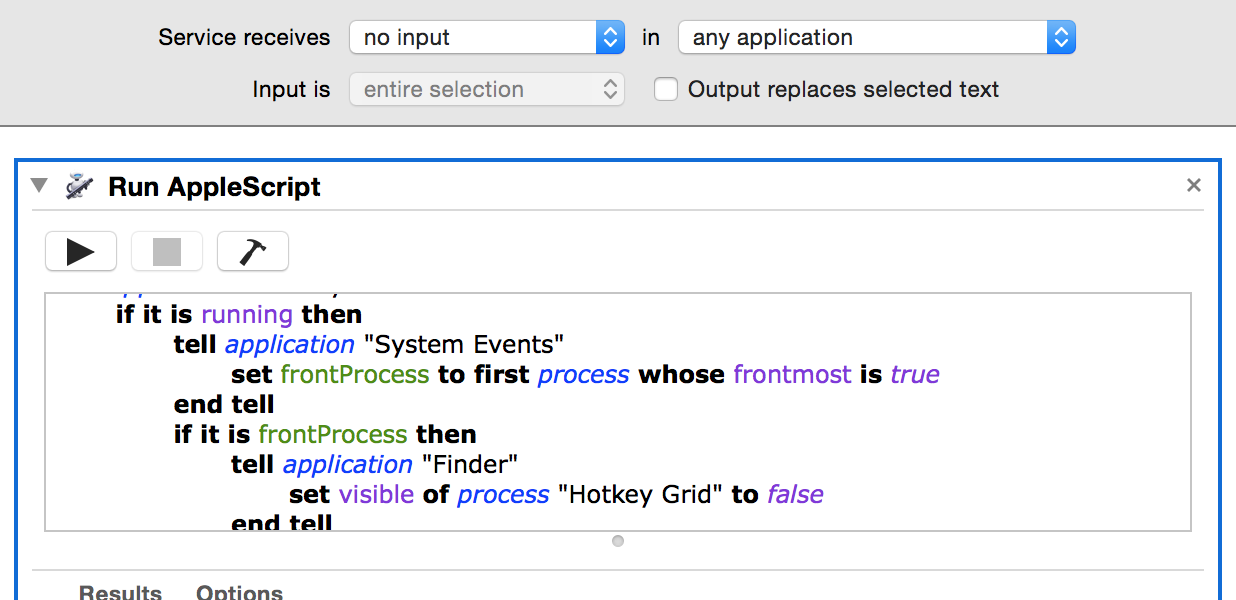 Service receives no input in any application
Input is entire selection Output replaces selected text
Run AppleScript
if it is running then
tell application "System Events"
set frontProcess to first process whose frontmost is true
end tell
if it is frontProcess then
tell application "Finder"
set visible of process "Hotkey Grid" to false
end tell
Results Options